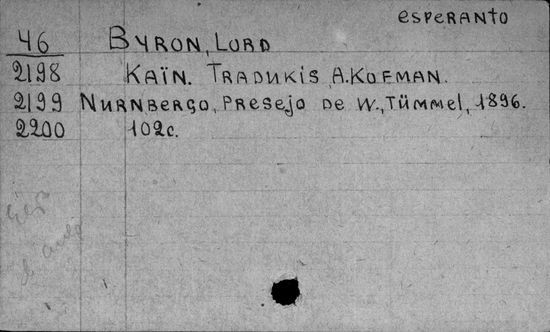 ESPERANTO
46 BYRON, LORD
2198 KAÏN. TRADUKIS A.KOFMAN.
2199 NURNBERGO, PRESEJO DE W., TÜMMEL, 1896.
2200 102c.